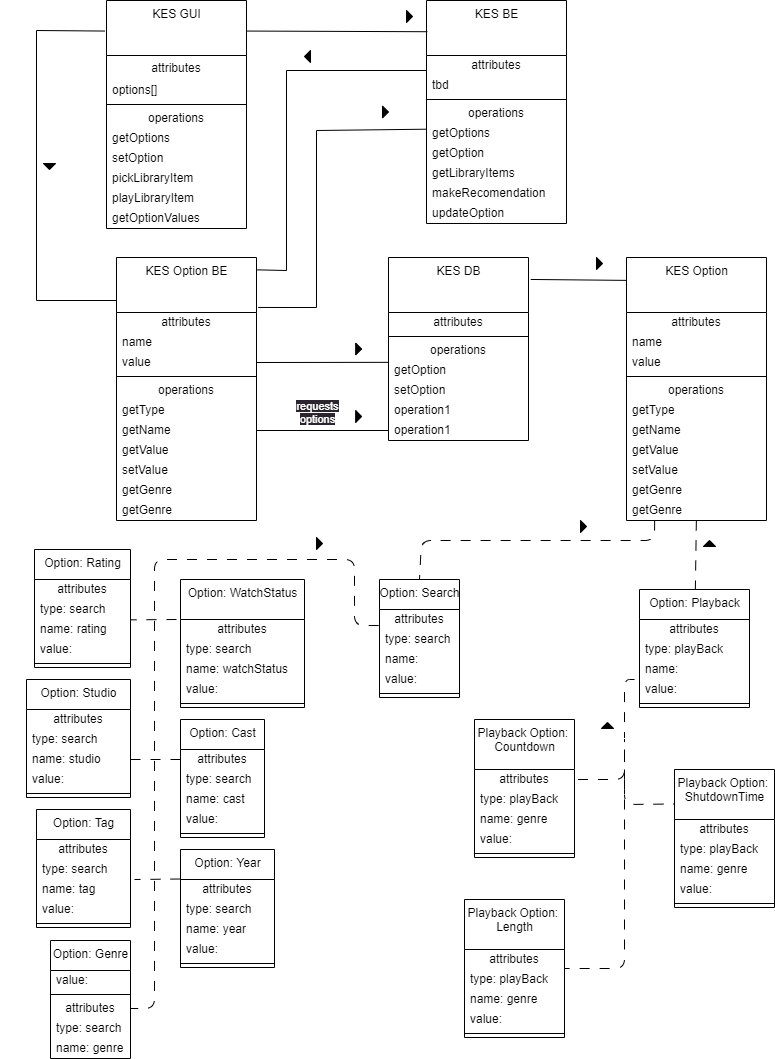 KES GUI
attributes
options[]
operations
getOptions
setOption
pickLibraryItem
playLibraryItem
getOptionValues
KES BE
attributes
tbd
operations
getOptions
getOption
getLibraryItems
makeRecomendation
updateOption
KES Option BE
attributes
name
value
operations
getType
getName
getValue
setValue
getGenre
getGenre
requests
options
KES DB
attributes
operations
getOption
setOption
operation1
operation1
KES Option
attributes
name
value
operations
getType
getName
getValue
setValue
getGenre
getGenre
Option: Rating
attributes
type: search
name: rating
value:
Option: WatchStatus
attributes
type: search
name: watchStatus
value:
Option: Search
attributes
type: search
name:
value:
Option: Playback
attributes
type: playBack
name:
value:
Option: Studio
attributes
type: search
name: studio
value:
Option: Cast
attributes
type: search
name: cast
value:
Playback Option:
Countdown
attributes
type: playBack
name: genre
value:
Playback Option:
ShutdownTime
attributes
type: playBack
name: genre
value:
Option: Tag
attributes
type: search
name: tag
value:
Option: Year
attributes
type: search
name: year
value:
Playback Option:
Length
attributes
type: playBack
name: genre
value:
Option: Genre
value:
attributes
type: search
name: genre